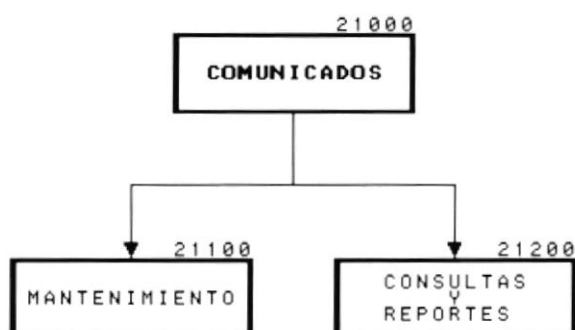 21000
COMUNICADOS
21100
MANTENIMIENTO
21200
CONSULTAS
Y
REPORTES